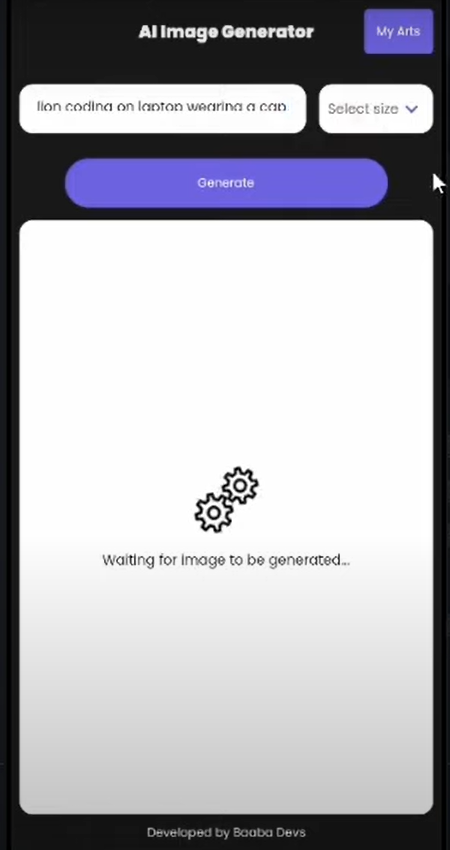 AI Image Generator
My Arts
lion coding on laptop wearing a cap
Select size
Generate
Waiting for image to be generated...
Developed by Baaba Devs